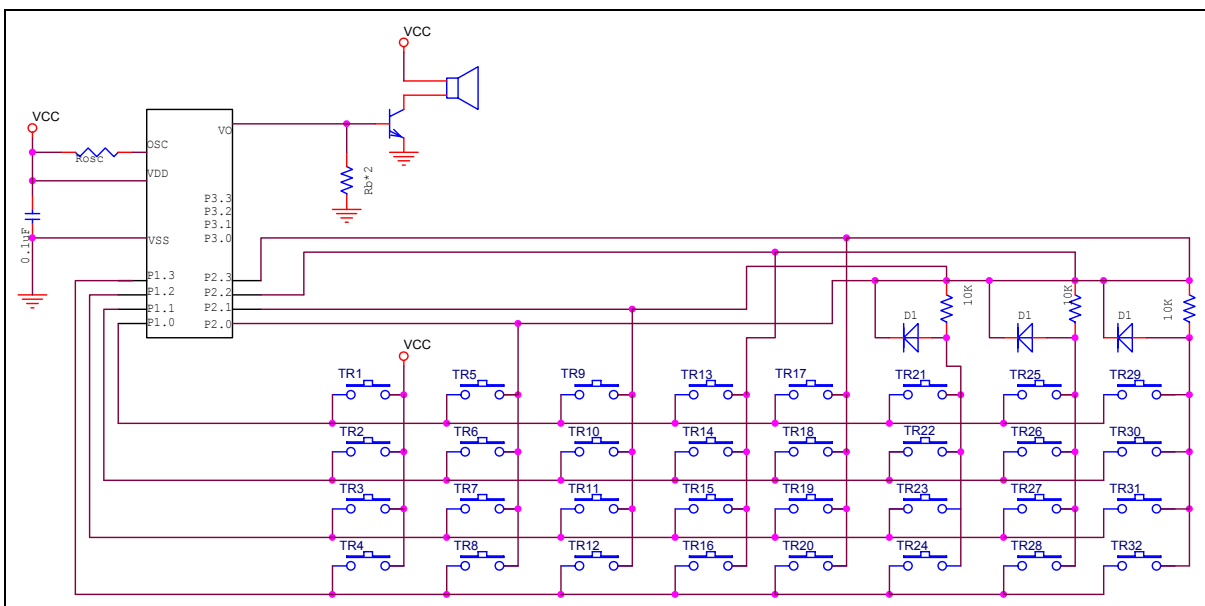 VCC
VCC
OSC
VO
Rosc
VDD
Rb*2
P3.3
P3.2
P3.1
P3.0
VSS
0.1uF
P1.3
P2.3
P1.2
P2.2
P1.1
P2.1
P1.0
P2.0
10K
10K
10K
D1
D1
D1
VCC
TR1
TR5
TR9
TR13
TR17
TR21
TR25
TR29
TR2
TR6
TR10
TR14
TR18
TR22
TR26
TR30
TR3
TR7
TR11
TR15
TR19
TR23
TR27
TR31
TR4
TR8
TR12
TR16
TR20
TR24
TR28
TR32